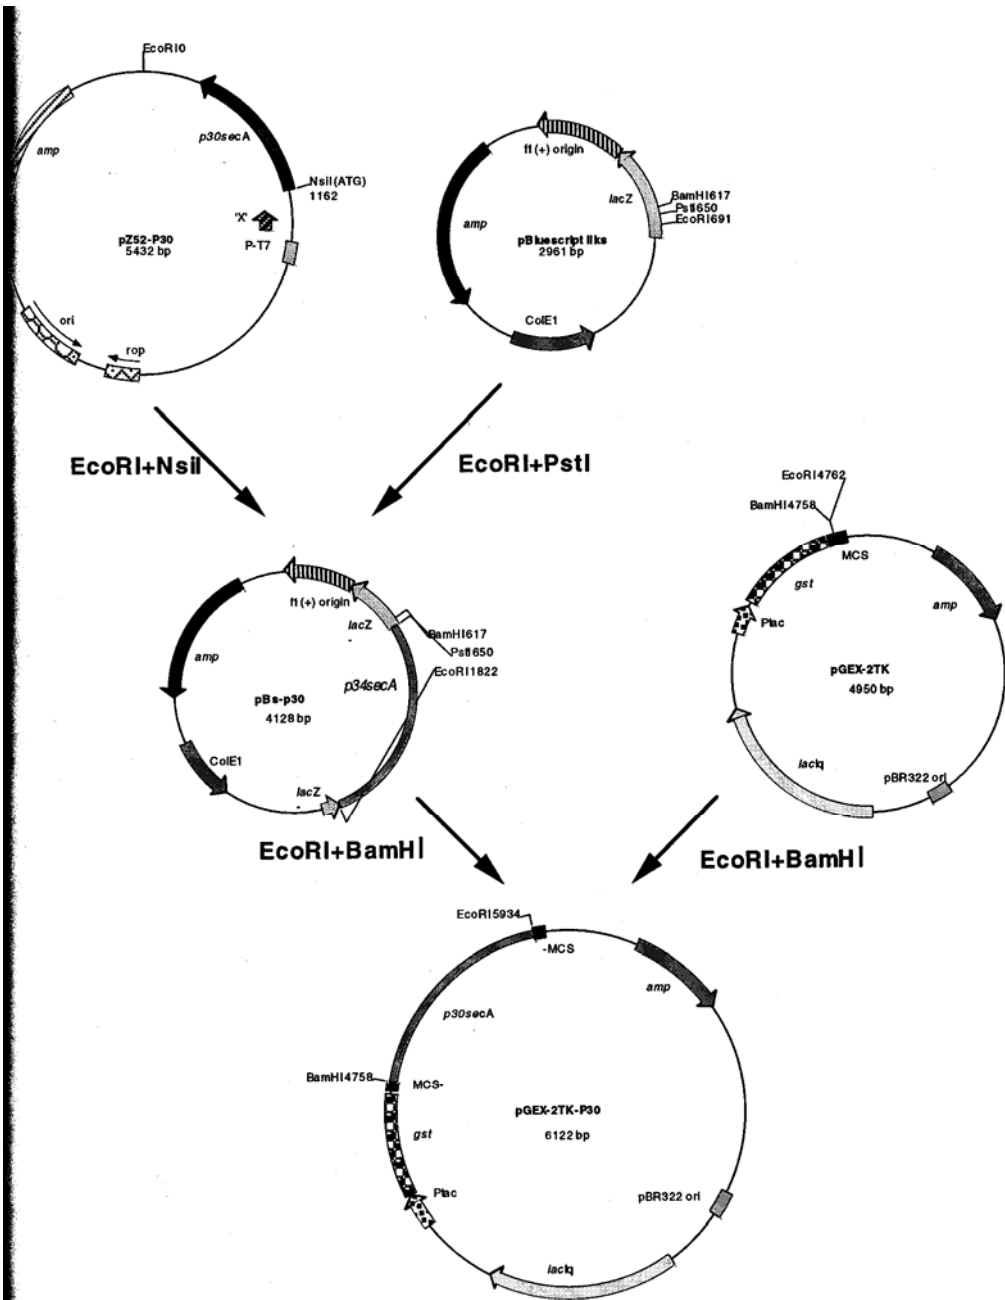 EcoRI0
p30secA
amp
NsiI(ATG)
1162
'X'
P-T7
pZ52-P30
5432 bp
ori
rop
f1(+) origin
lacZ
BamHI617
PstI650
EcoRI691
amp
pBluescript IIks
2961 bp
ColE1
EcoRI+NsiI
EcoRI+PstI
EcoRI4762
BamHI4758
MCS
gst
amp
Ptac
pGEX-2TK
4950 bp
lacIq
pBR322 ori
f1(+) origin
lacZ
BamHI617
PstI650
EcoRI1822
amp
p34secA
pBs-p30
4128 bp
ColE1
lacZ
EcoRI+BamHI
EcoRI+BamHI
EcoRI5934
-MCS
amp
p30secA
BamHI4758
MCS-
pGEX-2TK-P30
6122 bp
gst
Ptac
pBR322 ori
lacIq